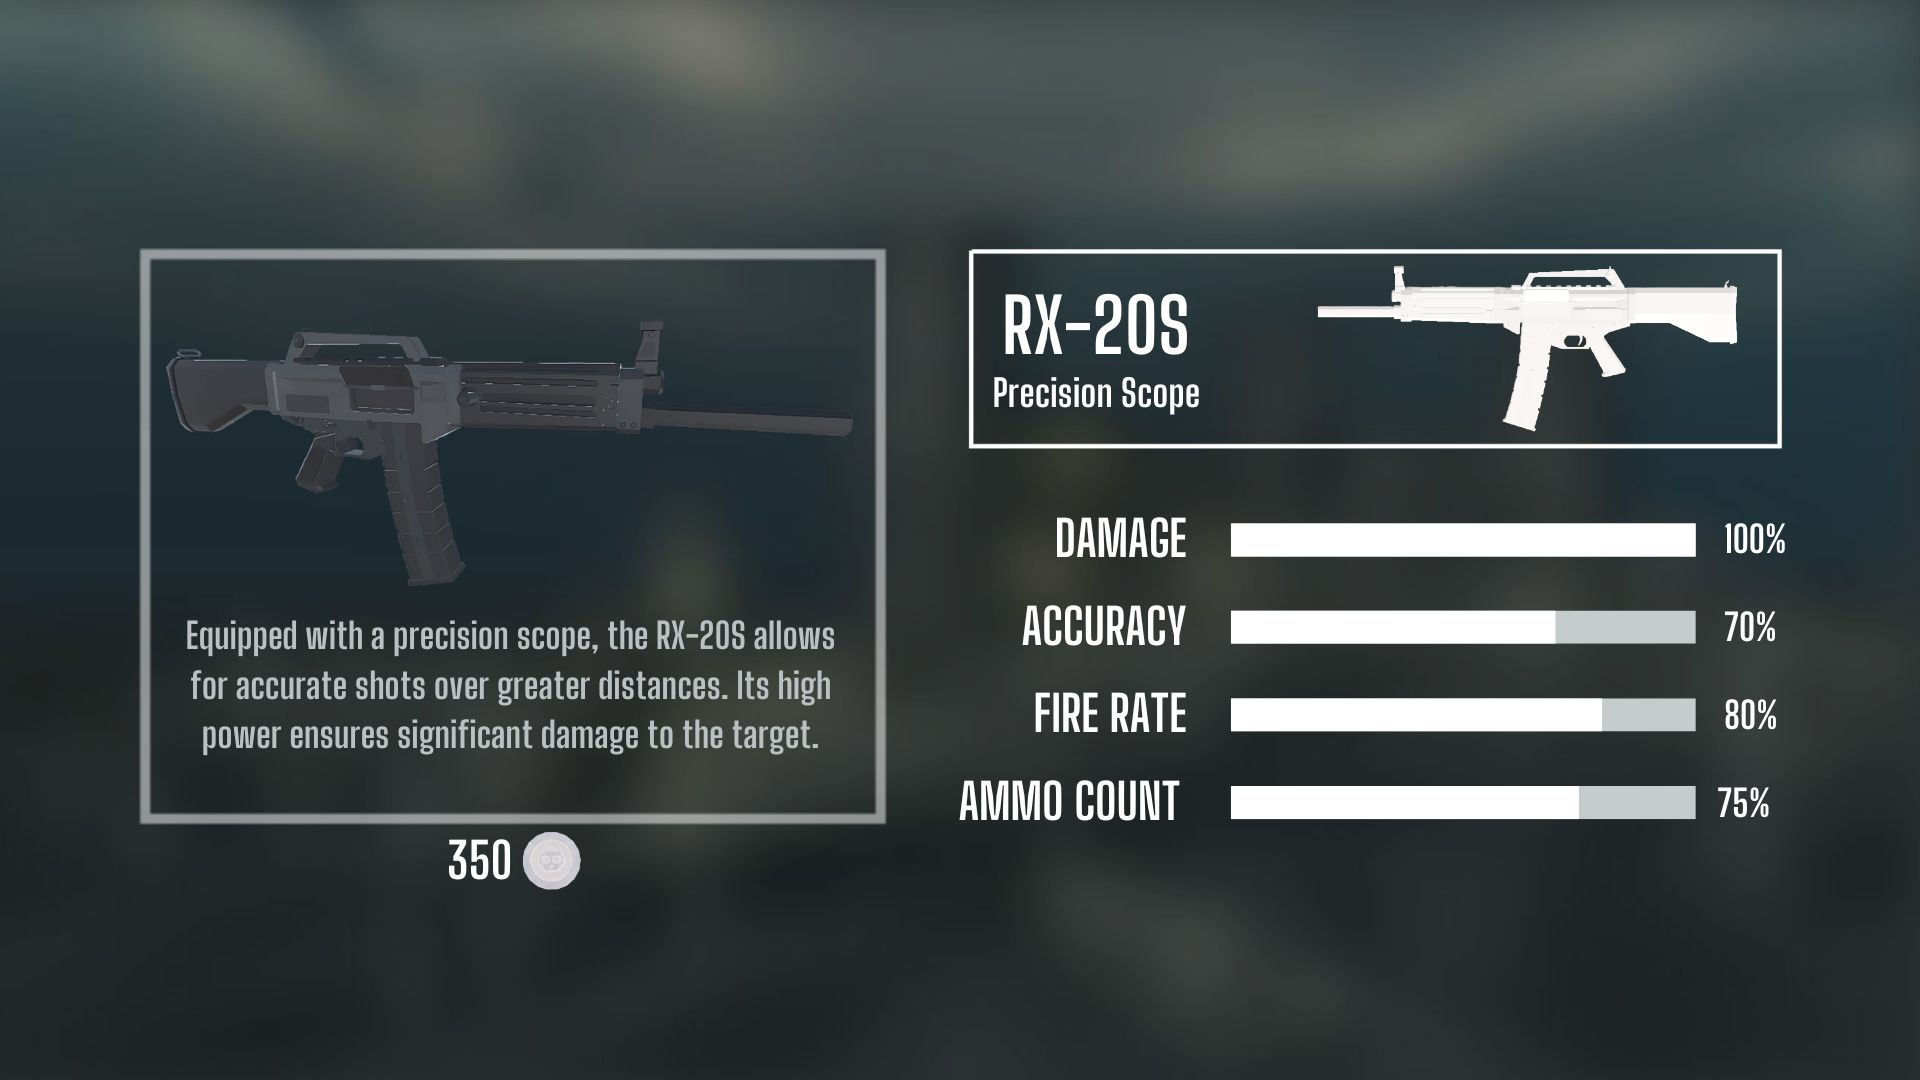 Equipped with a precision scope, the RX-20S allows
for accurate shots over greater distances. Its high
power ensures significant damage to the target.
350
RX-20S
Precision Scope
DAMAGE 100%
ACCURACY 70%
FIRE RATE 80%
AMMO COUNT 75%